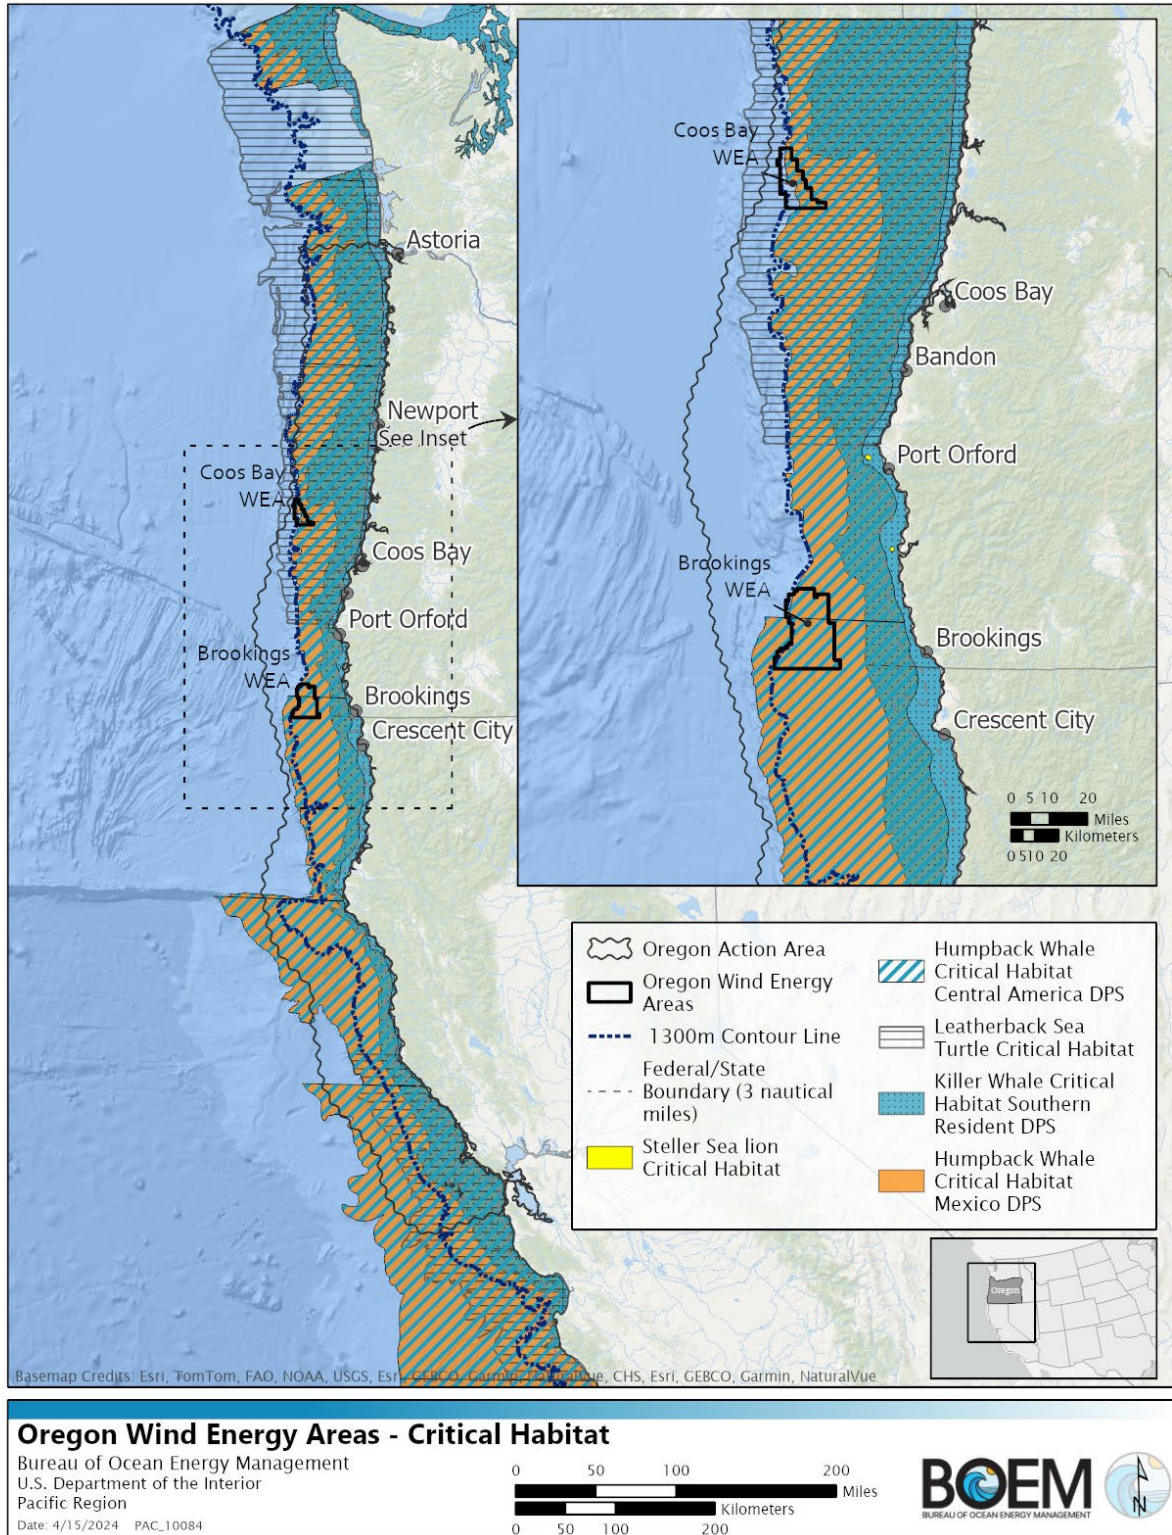 Astoria
Newport
See Inset
Coos Bay
WEA
Coos Bay
Port Orford
Brookings
WEA
Brookings
Crescent City
Coos Bay
WEA
Coos Bay
Bandon
Port Orford
Brookings
WEA
Brookings
Crescent City
0 5 10 20
Miles
Kilometers
0 5 10 20
Oregon Action Area
Oregon Wind Energy
Areas
1300m Contour Line
Federal/State
Boundary (3 nautical
miles)
Steller Sea lion
Critical Habitat
Humpback Whale
Critical Habitat
Central America DPS
Leatherback Sea
Turtle Critical Habitat
Killer Whale Critical
Habitat Southern
Resident DPS
Humpback Whale
Critical Habitat
Mexico DPS
Oregon
Basemap Credits: Esri, TomTom, FAO, NOAA, USGS, Esri, GEBCO, Garmin, NaturalVue, CHS, Esri, GEBCO, Garmin, NaturalVue
Oregon Wind Energy Areas - Critical Habitat
Bureau of Ocean Energy Management
U.S. Department of the Interior
Pacific Region
Date: 4/15/2024 PAC_10084
0 50 100 200
Miles
Kilometers
0 50 100 200
BOEM
BUREAU OF OCEAN ENERGY MANAGEMENT
N